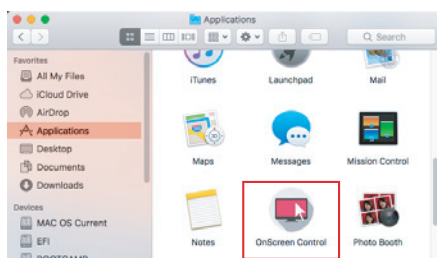 Applications
Search
Favorites
All My Files
iCloud Drive
AirDrop
Applications
Desktop
Documents
Downloads
Devices
MAC OS Current
EFI
BOOTCAMP
iTunes
Launchpad
Mail
Maps
Messages
Mission Control
Notes
OnScreen Control
Photo Booth